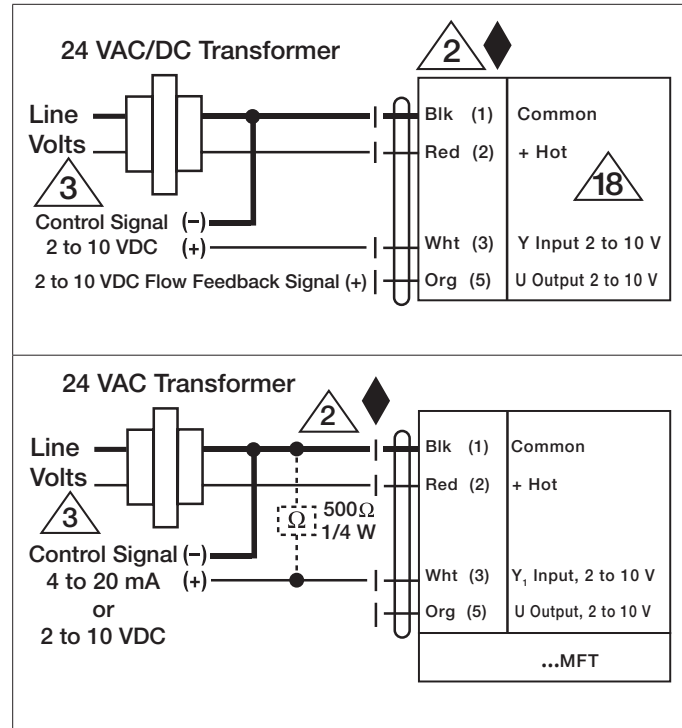 24 VAC/DC Transformer
2
Line
Volts
3
Blk (1) Common
Red (2) + Hot
18
Control Signal (–)
2 to 10 VDC (+)
Wht (3) Y Input 2 to 10 V
2 to 10 VDC Flow Feedback Signal (+)
Org (5) U Output 2 to 10 V
24 VAC Transformer
2
Line
Volts
3
Blk (1) Common
Red (2) + Hot
Ω 500Ω
1/4 W
Control Signal (–)
4 to 20 mA (+)
or
2 to 10 VDC
Wht (3) Y₁ Input, 2 to 10 V
Org (5) U Output, 2 to 10 V
...MFT